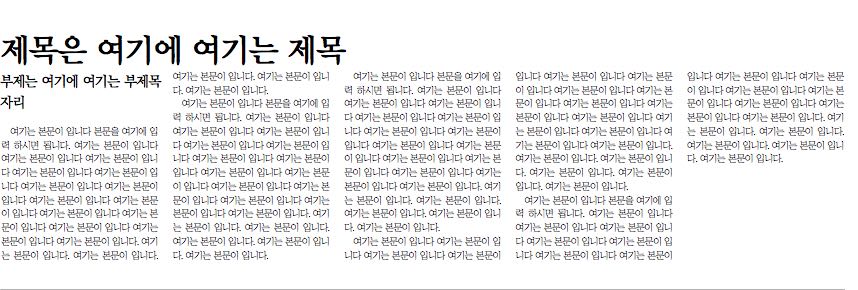 제목은 여기에 여기는 제목
부제는 여기에 여기는 부제목
자리
여기는 본문이 입니다 본문을 여기에 입
력 하시면 됩니다. 여기는 본문이 입니다
여기는 본문이 입니다 여기는 본문이 입니
다 여기는 본문이 입니다 여기는 본문이 입
니다 여기는 본문이 입니다 여기는 본문이
입니다 여기는 본문이 입니다 여기는 본문
이 입니다 여기는 본문이 입니다 여기는 본
문이 입니다 여기는 본문이 입니다 여기는
본문이 입니다 여기는 본문이 입니다. 여기
는 본문이 입니다. 여기는 본문이 입니다.
여기는 본문이 입니다. 여기는 본문이 입니
다. 여기는 본문이 입니다.
여기는 본문이 입니다 본문을 여기에 입
력 하시면 됩니다. 여기는 본문이 입니다
여기는 본문이 입니다 여기는 본문이 입니
다 여기는 본문이 입니다 여기는 본문이 입
니다 여기는 본문이 입니다 여기는 본문이
입니다 여기는 본문이 입니다 여기는 본문
이 입니다 여기는 본문이 입니다 여기는 본
문이 입니다 여기는 본문이 입니다 여기는
본문이 입니다 여기는 본문이 입니다. 여기
는 본문이 입니다. 여기는 본문이 입니다.
여기는 본문이 입니다. 여기는 본문이 입니
다. 여기는 본문이 입니다.
여기는 본문이 입니다 본문을 여기에 입
력 하시면 됩니다. 여기는 본문이 입니다
여기는 본문이 입니다 여기는 본문이 입니
다 여기는 본문이 입니다 여기는 본문이 입
니다 여기는 본문이 입니다 여기는 본문이
입니다 여기는 본문이 입니다 여기는 본문
이 입니다 여기는 본문이 입니다 여기는 본
문이 입니다 여기는 본문이 입니다 여기는
본문이 입니다 여기는 본문이 입니다. 여기
는 본문이 입니다. 여기는 본문이 입니다.
여기는 본문이 입니다. 여기는 본문이 입니
다. 여기는 본문이 입니다.
여기는 본문이 입니다 여기는 본문이 입
니다 여기는 본문이 입니다 여기는 본문이
입니다 여기는 본문이 입니다 여기는 본문
이 입니다 여기는 본문이 입니다 여기는 본
문이 입니다 여기는 본문이 입니다 여기는
본문이 입니다 여기는 본문이 입니다 여기
는 본문이 입니다 여기는 본문이 입니다 여
기는 본문이 입니다 여기는 본문이 입니다.
여기는 본문이 입니다. 여기는 본문이 입니
다. 여기는 본문이 입니다. 여기는 본문이
입니다. 여기는 본문이 입니다.
여기는 본문이 입니다 본문을 여기에 입
력 하시면 됩니다. 여기는 본문이 입니다
여기는 본문이 입니다 여기는 본문이 입니
다 여기는 본문이 입니다 여기는 본문이 입
니다 여기는 본문이 입니다 여기는 본문이
입니다 여기는 본문이 입니다 여기는 본문
이 입니다 여기는 본문이 입니다 여기는 본
문이 입니다 여기는 본문이 입니다 여기는
본문이 입니다 여기는 본문이 입니다. 여기
는 본문이 입니다. 여기는 본문이 입니다.
여기는 본문이 입니다. 여기는 본문이 입니
다. 여기는 본문이 입니다.